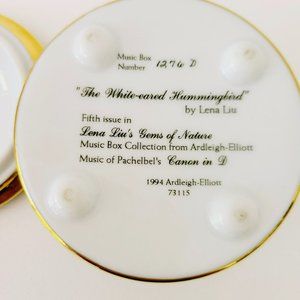 Music Box
Number 1276 D
"The White-eared Hummingbird"
by Lena Liu
Fifth issue in
Lena Liu's Gems of Nature
Music Box Collection from Ardleigh-Elliott
Music of Pachelbel's Canon in D
1994 Ardleigh-Elliott
73115